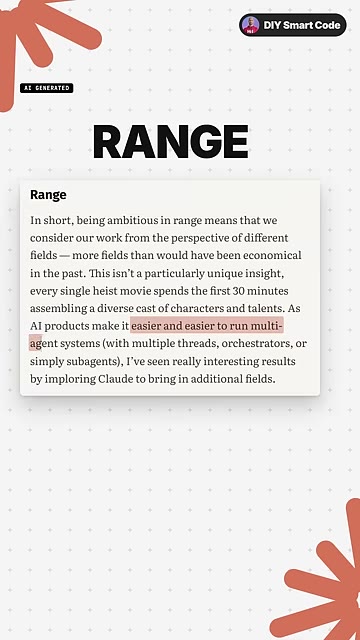 DIY Smart Code
AI GENERATED
RANGE
Range
In short, being ambitious in range means that we
consider our work from the perspective of different
fields — more fields than would have been economical
in the past. This isn't a particularly unique insight,
every single heist movie spends the first 30 minutes
assembling a diverse cast of characters and talents. As
AI products make it easier and easier to run multi-
agent systems (with multiple threads, orchestrators, or
simply subagents), I've seen really interesting results
by imploring Claude to bring in additional fields.